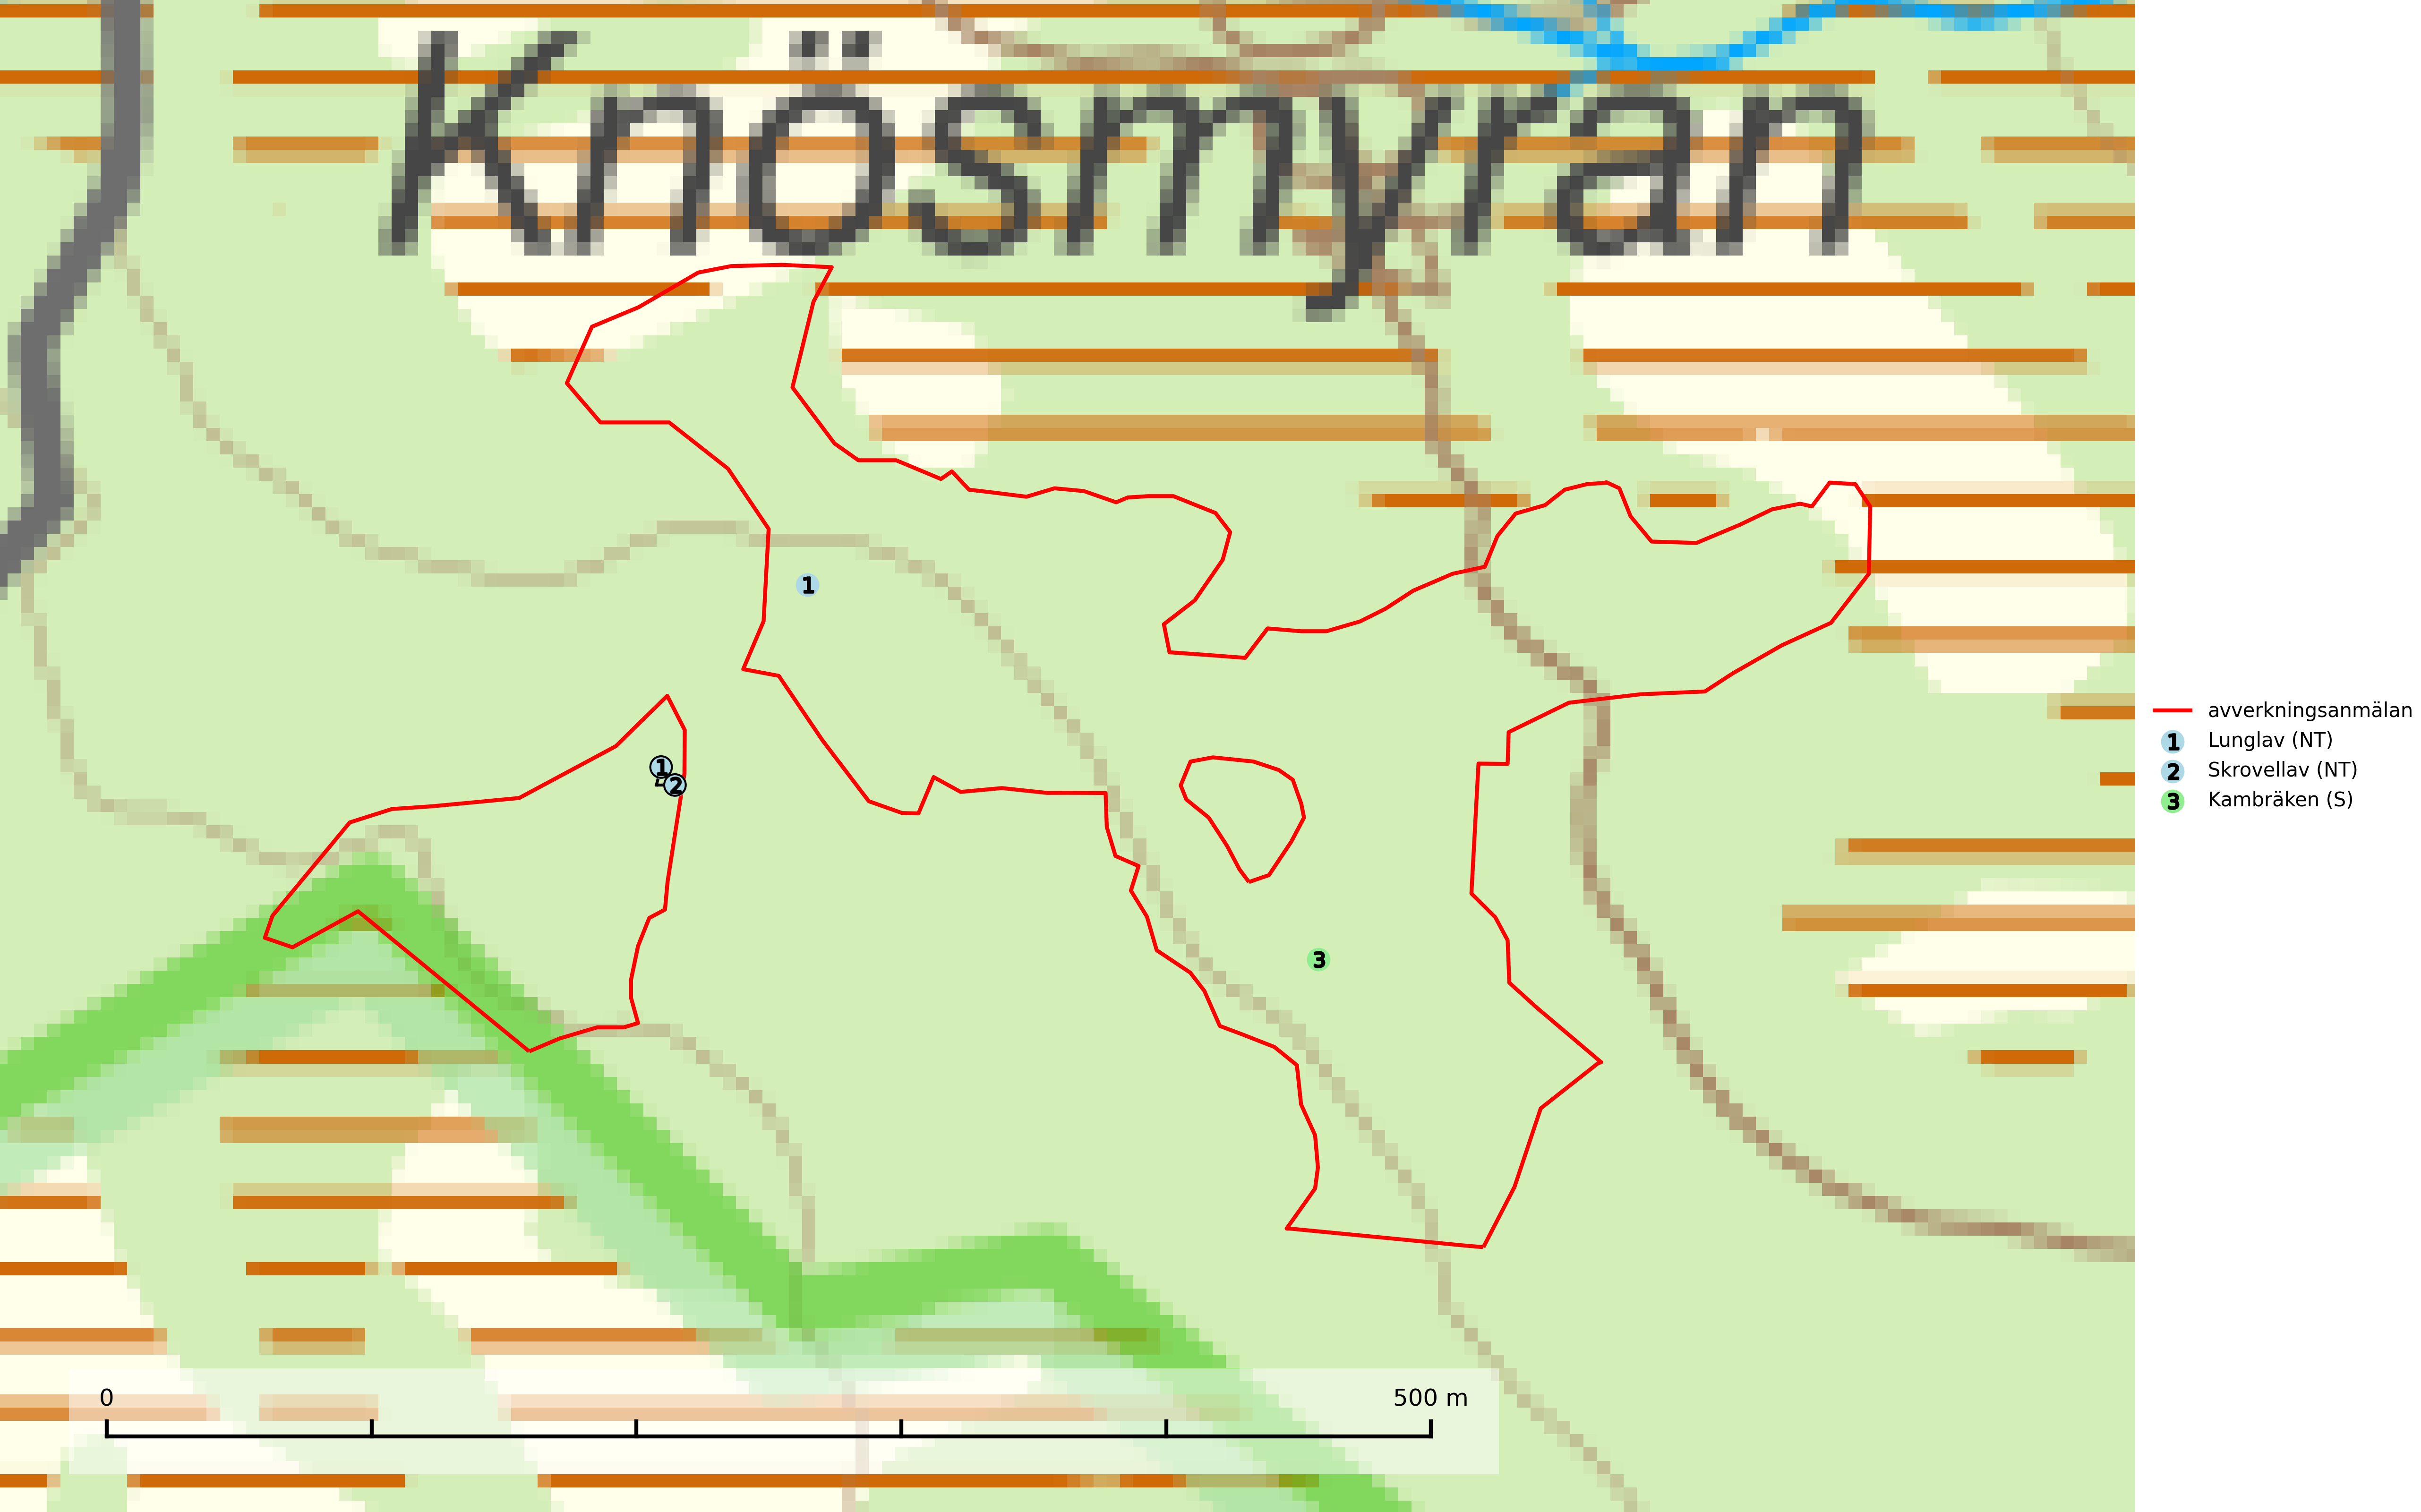 Knösmyran
1
1
2
3
avverkningsanmälan
1 Lunglav (NT)
2 Skrovellav (NT)
3 Kambräken (S)
0 500 m